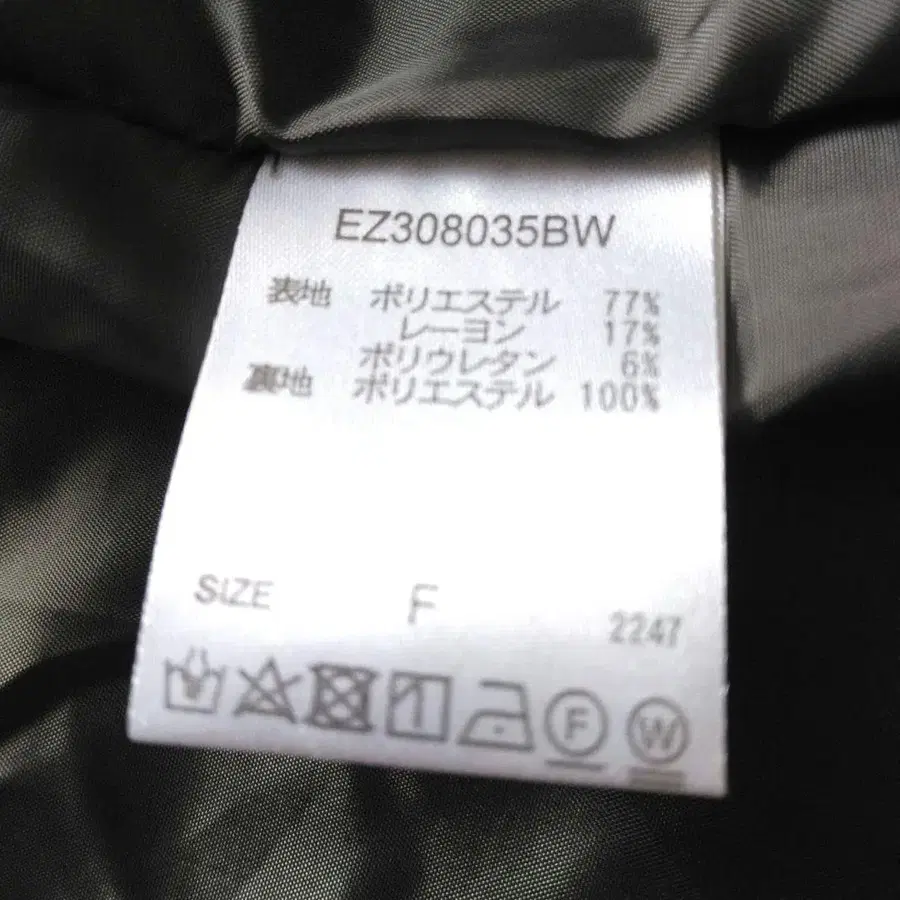 EZ308035BW
表地 ポリエステル 77%
レーヨン 17%
ポリウレタン 6%
裏地 ポリエステル 100%
SIZE F
2247
F W